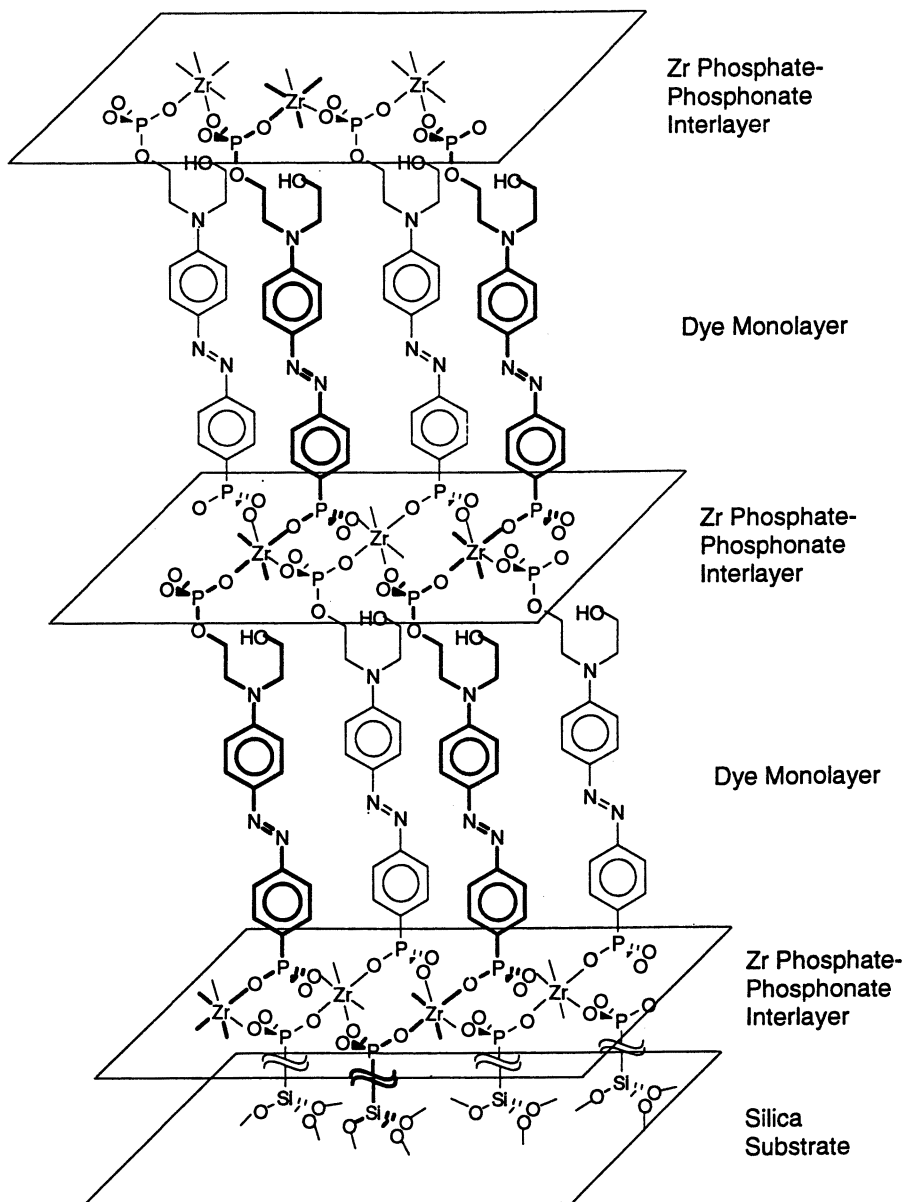 Zr Phosphate-
Phosphonate
Interlayer
Dye Monolayer
Zr Phosphate-
Phosphonate
Interlayer
Dye Monolayer
Zr Phosphate-
Phosphonate
Interlayer
Silica
Substrate